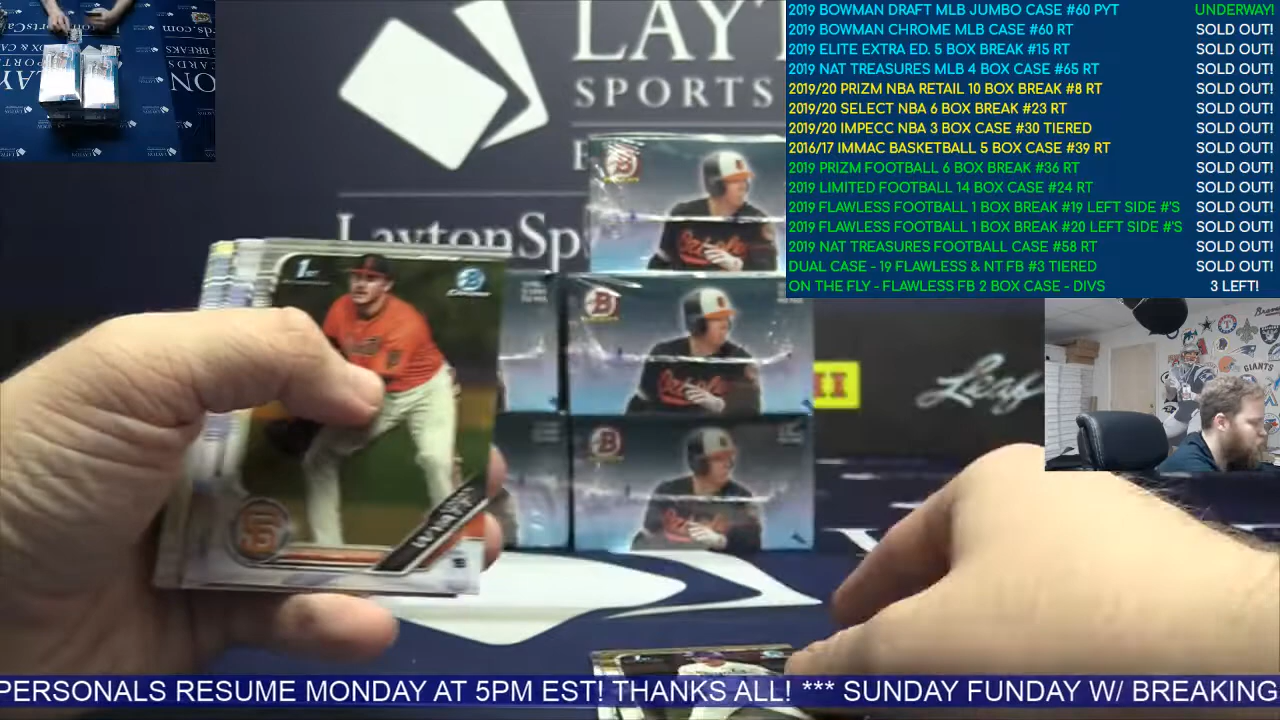 2019 BOWMAN DRAFT MLB JUMBO CASE #60 PYT UNDERWAY!
2019 BOWMAN CHROME MLB CASE #60 RT SOLD OUT!
2019 ELITE EXTRA ED. 5 BOX BREAK #15 RT SOLD OUT!
2019 NAT TREASURES MLB 4 BOX CASE #65 RT SOLD OUT!
2019/20 PRIZM NBA RETAIL 10 BOX BREAK #8 RT SOLD OUT!
2019/20 SELECT NBA 6 BOX BREAK #23 RT SOLD OUT!
2019/20 IMPECC NBA 3 BOX CASE #30 TIERED SOLD OUT!
2016/17 IMMAC BASKETBALL 5 BOX CASE #39 RT SOLD OUT!
2019 PRIZM FOOTBALL 6 BOX BREAK #36 RT SOLD OUT!
2019 LIMITED FOOTBALL 14 BOX CASE #24 RT SOLD OUT!
2019 FLAWLESS FOOTBALL 1 BOX BREAK #19 LEFT SIDE #'S SOLD OUT!
2019 FLAWLESS FOOTBALL 1 BOX BREAK #20 LEFT SIDE #'S SOLD OUT!
2019 NAT TREASURES FOOTBALL CASE #58 RT SOLD OUT!
DUAL CASE - 19 FLAWLESS & NT FB #3 TIERED SOLD OUT!
ON THE FLY - FLAWLESS FB 2 BOX CASE - DIVS 3 LEFT!
LAYT
SPORTS
LaytonSp
Leaf
1st
SF
GIANTS
PERSONALS RESUME MONDAY AT 5PM EST! THANKS ALL! *** SUNDAY FUNDAY W/ BREAKING